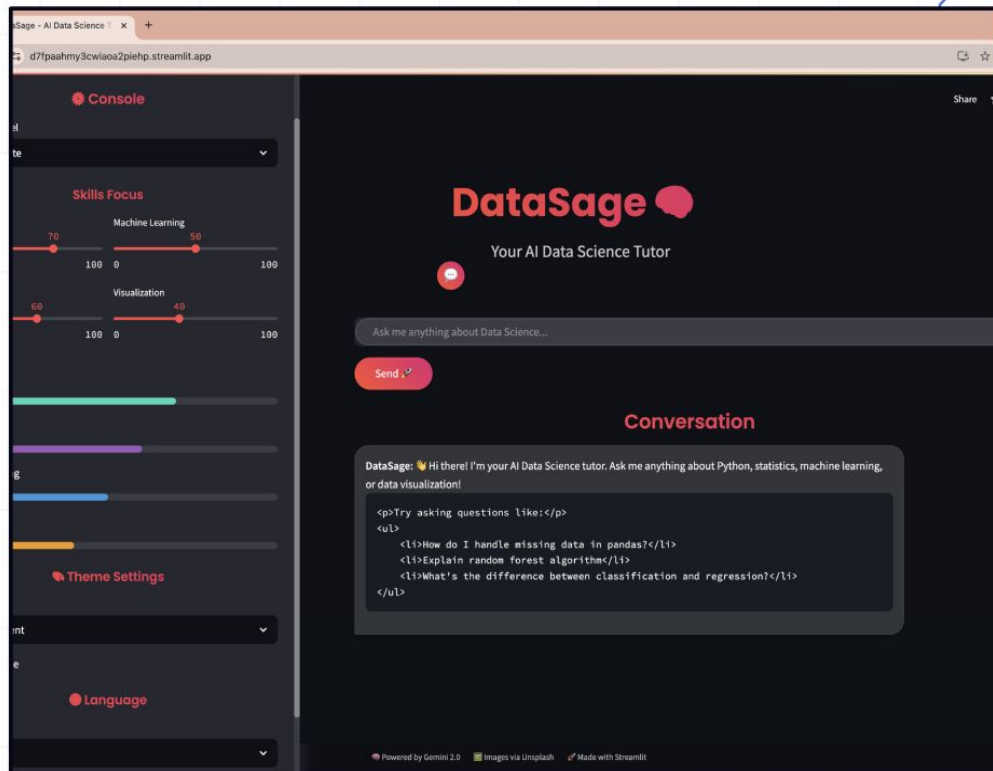 aSage - AI Data Science T
d7fpaahmy3cwiaoa2piehp.streamlit.app
Console
el
te
Skills Focus
Machine Learning
70
50
100 0 100
Visualization
60
40
100 0 100
g
Theme Settings
ent
e
Language
Share
DataSage
Your AI Data Science Tutor
Ask me anything about Data Science...
Send
Conversation
DataSage: 👋 Hi there! I'm your AI Data Science tutor. Ask me anything about Python, statistics, machine learning,
or data visualization!
<p>Try asking questions like:</p>
<ul>
<li>How do I handle missing data in pandas?</li>
<li>Explain random forest algorithm</li>
<li>What's the difference between classification and regression?</li>
</ul>
Powered by Gemini 2.0 Images via Unsplash Made with Streamlit